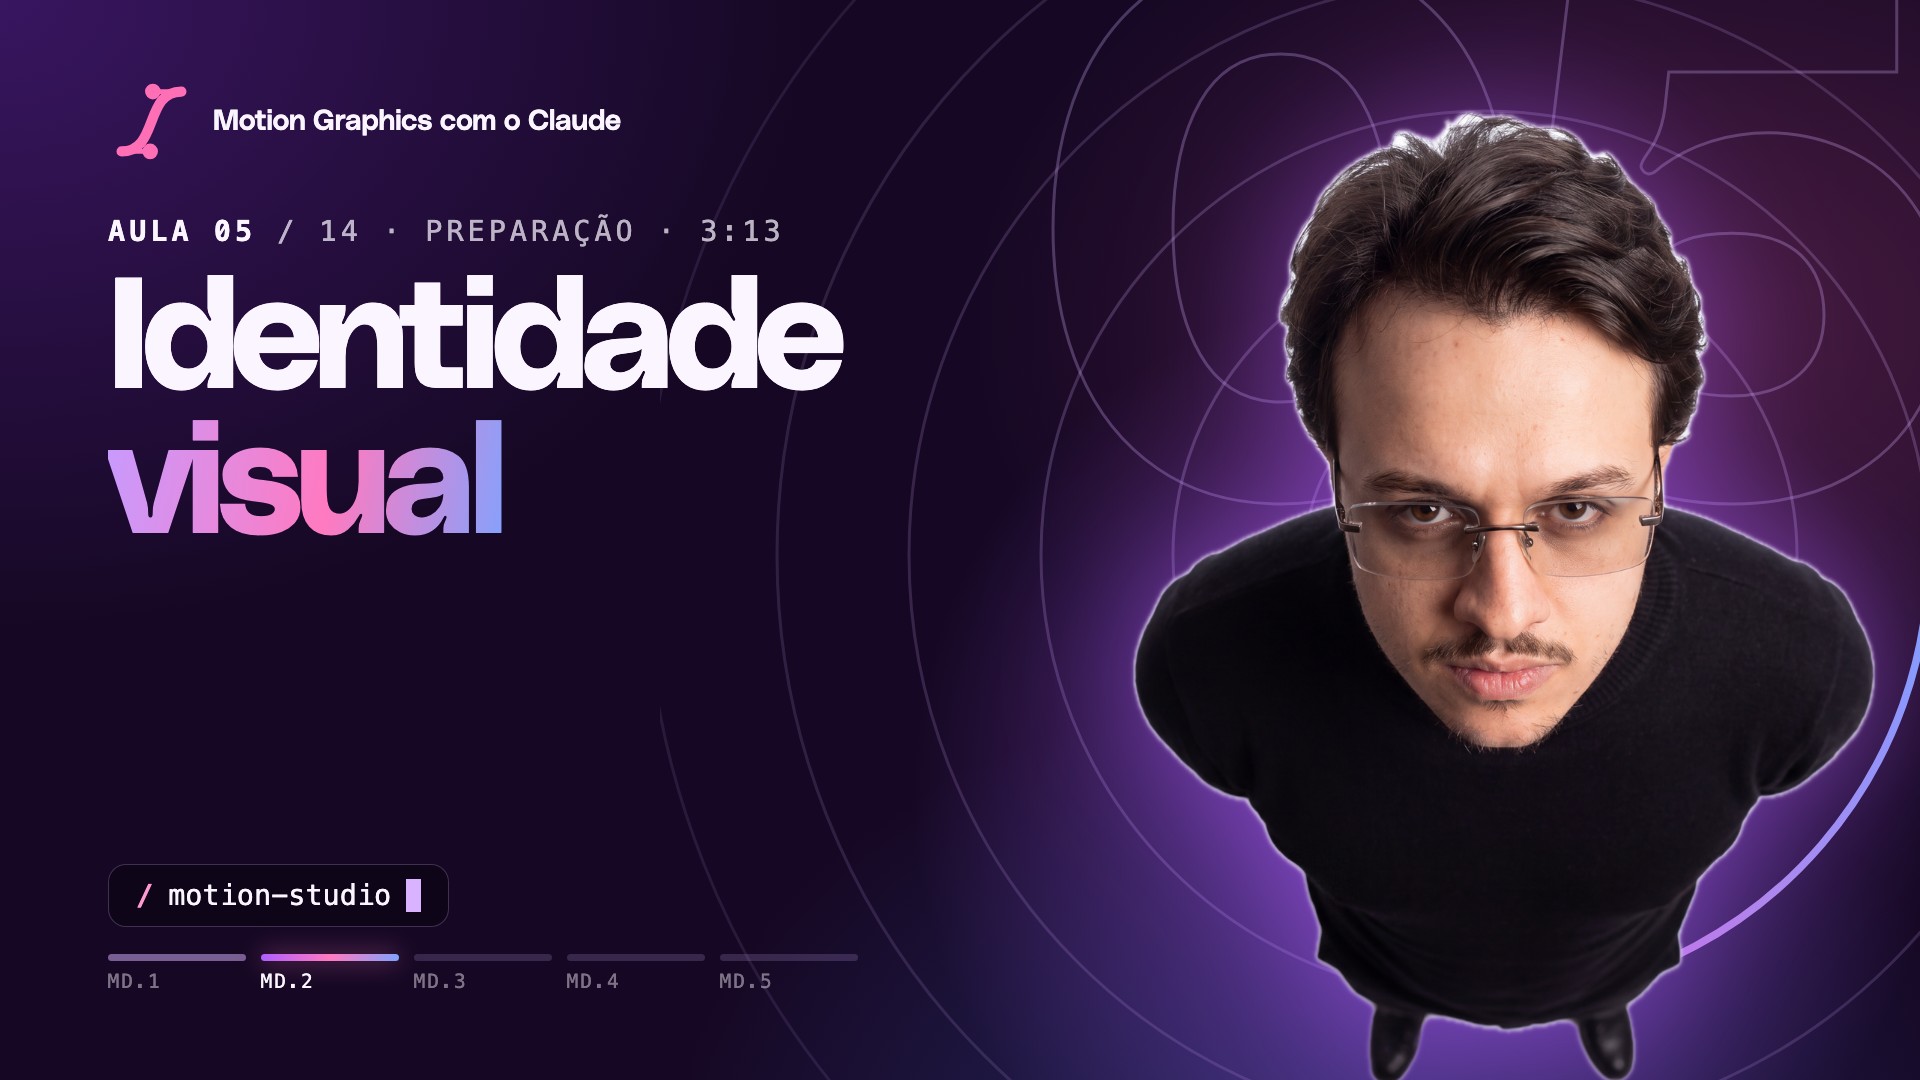 Motion Graphics com o Claude
AULA 05 / 14 · PREPARAÇÃO · 3:13
Identidade
visual
/ motion-studio
MD.1 MD.2 MD.3 MD.4 MD.5
05